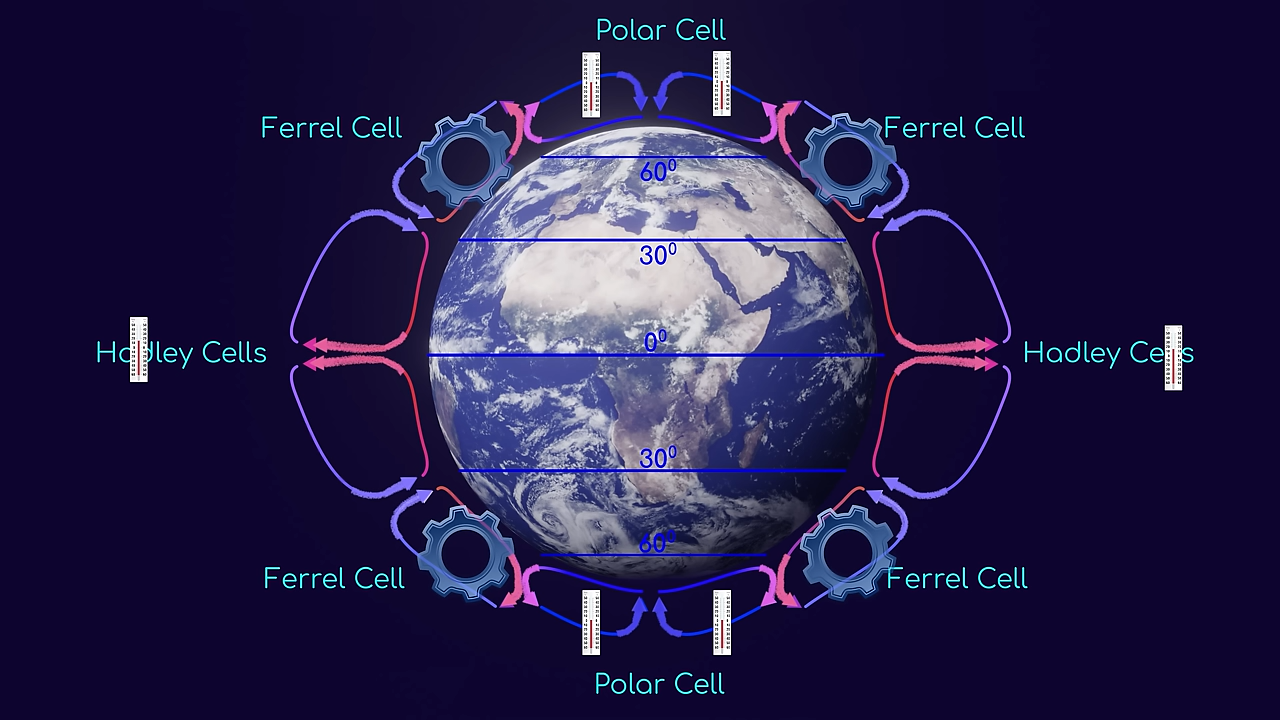 Polar Cell
Ferrel Cell
Ferrel Cell
60⁰
30⁰
Hadley Cells
0⁰
Hadley Cells
30⁰
60⁰
Ferrel Cell
Ferrel Cell
Polar Cell